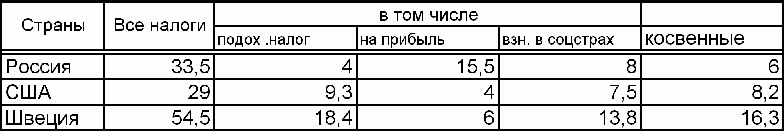 Страны Все налоги в том числе
подох .налог на прибыль взн. в соцстрах косвенные
Россия 33,5 4 15,5 8 6
США 29 9,3 4 7,5 8,2
Швеция 54,5 18,4 6 13,8 16,3